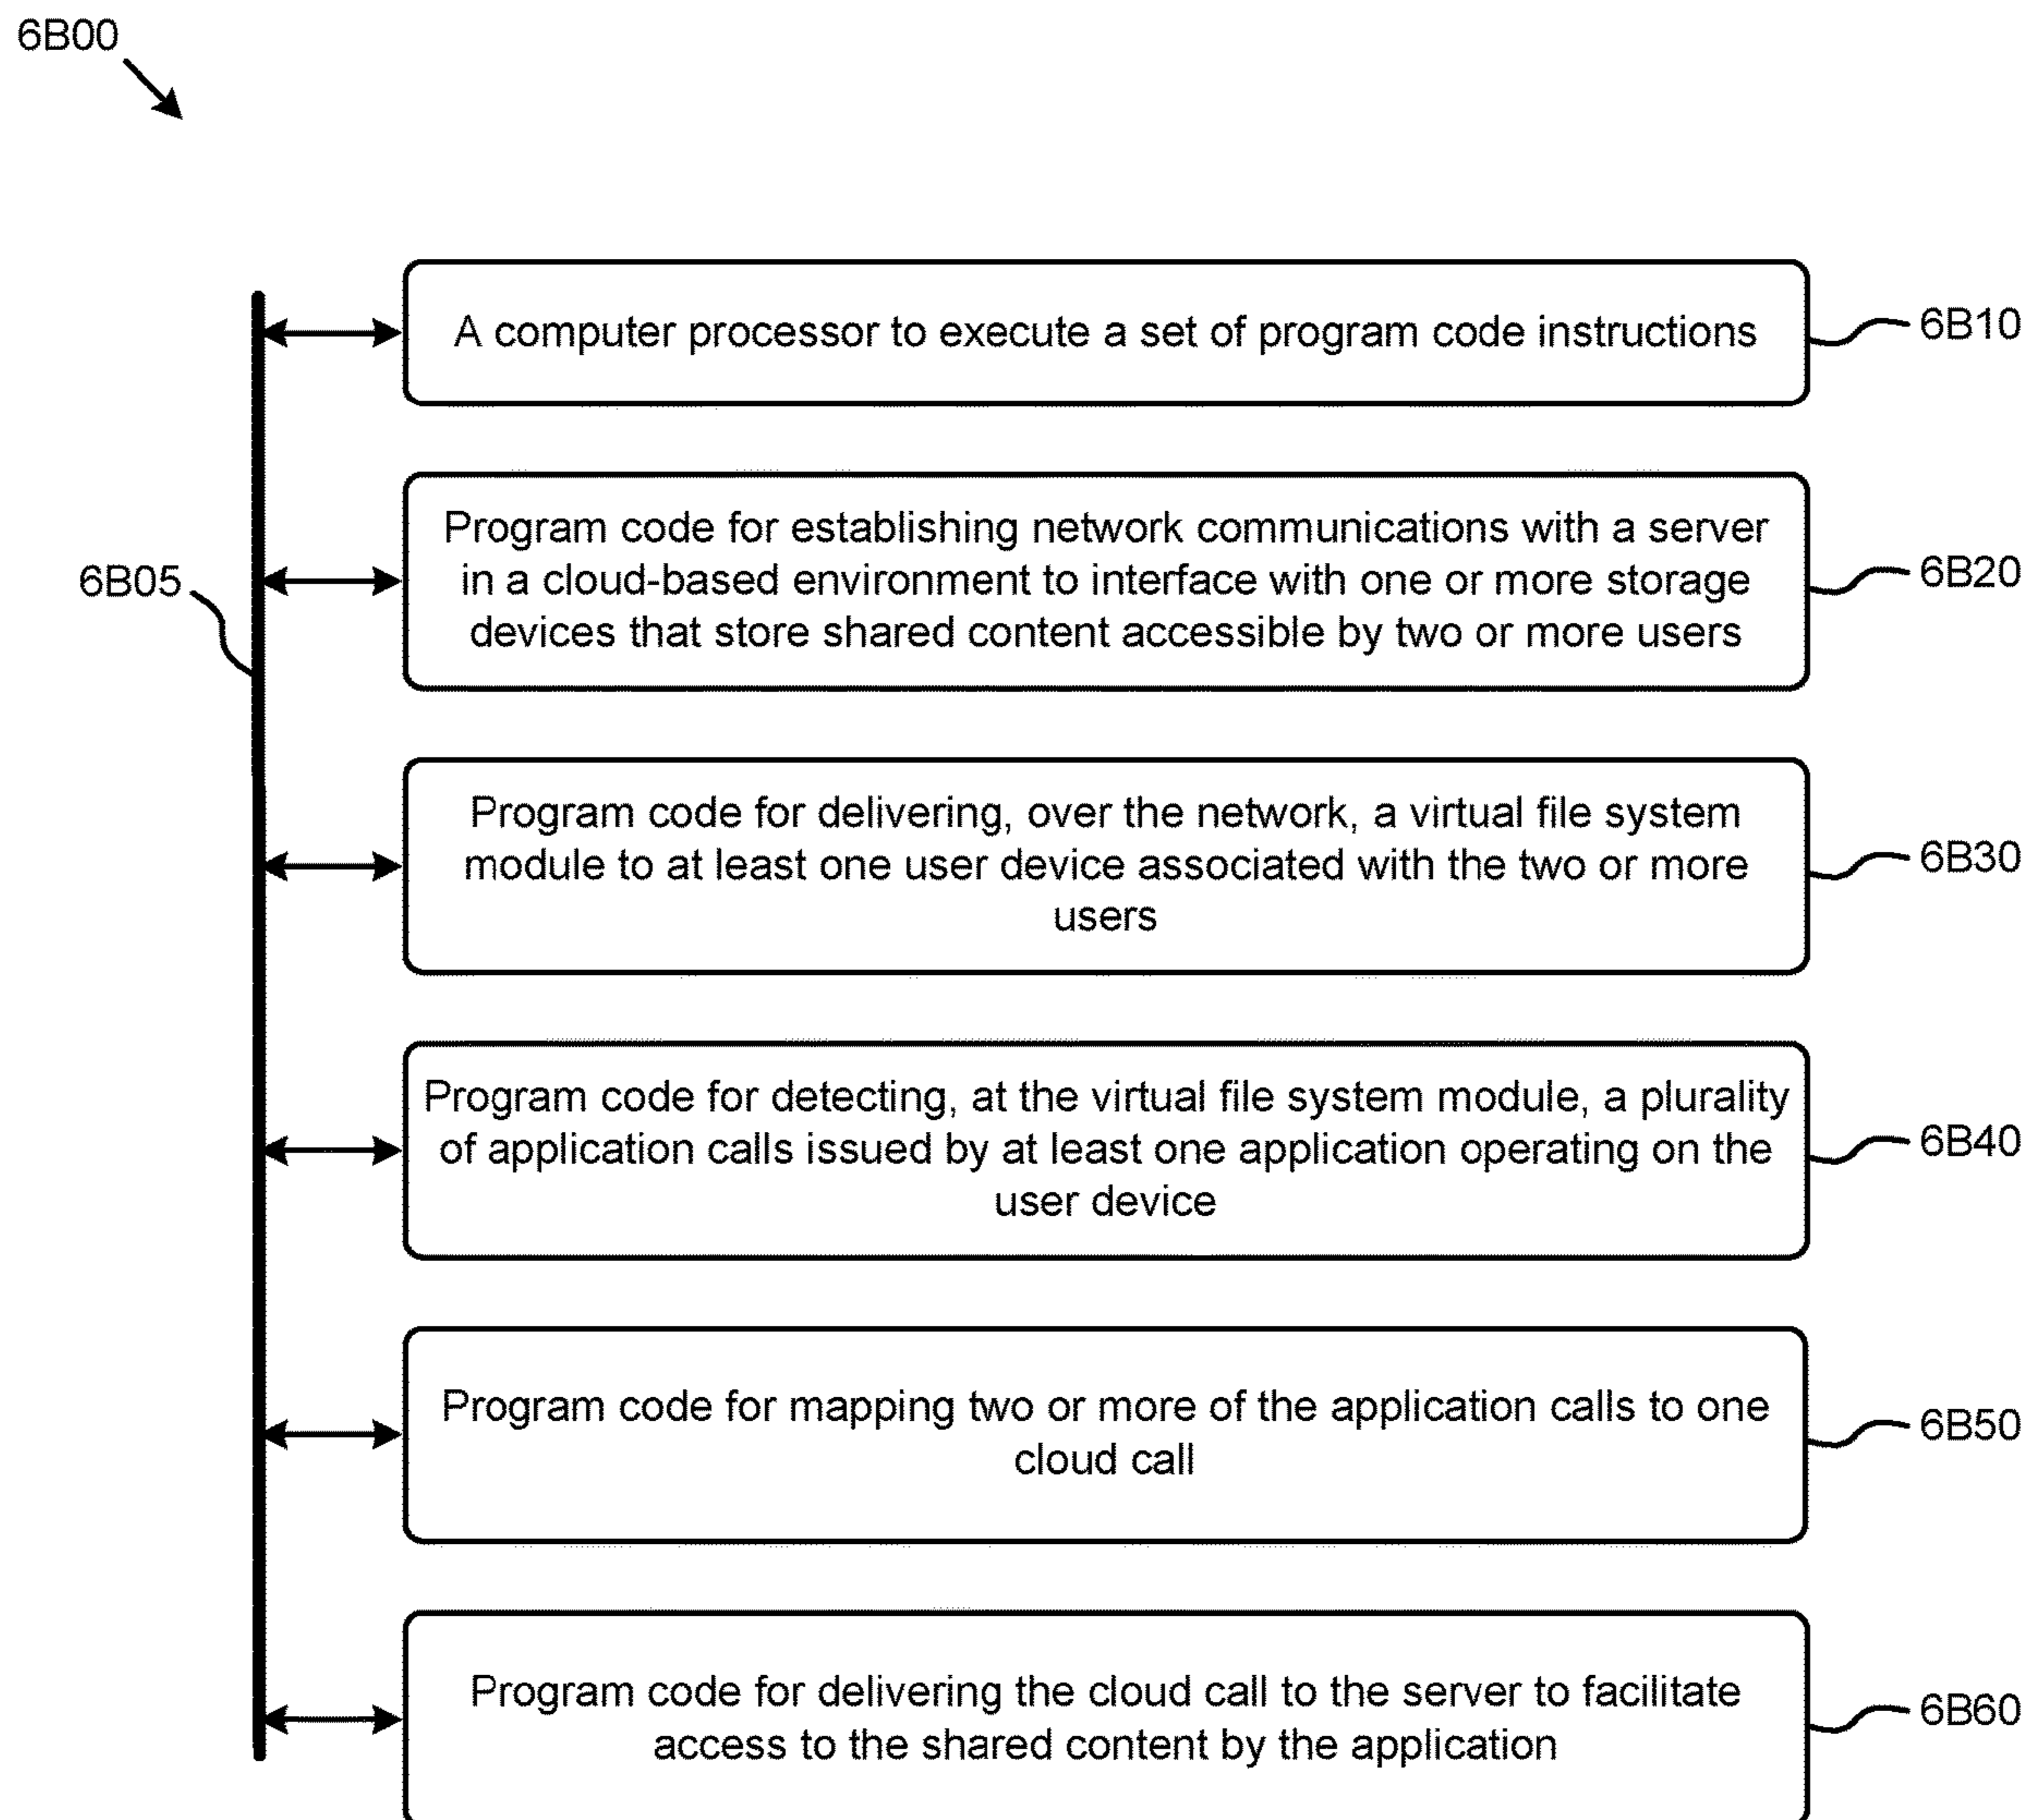 6B00
A computer processor to execute a set of program code instructions
6B10
Program code for establishing network communications with a server
in a cloud-based environment to interface with one or more storage
devices that store shared content accessible by two or more users
6B20
6B05
Program code for delivering, over the network, a virtual file system
module to at least one user device associated with the two or more
users
6B30
Program code for detecting, at the virtual file system module, a plurality
of application calls issued by at least one application operating on the
user device
6B40
Program code for mapping two or more of the application calls to one
cloud call
6B50
Program code for delivering the cloud call to the server to facilitate
access to the shared content by the application
6B60